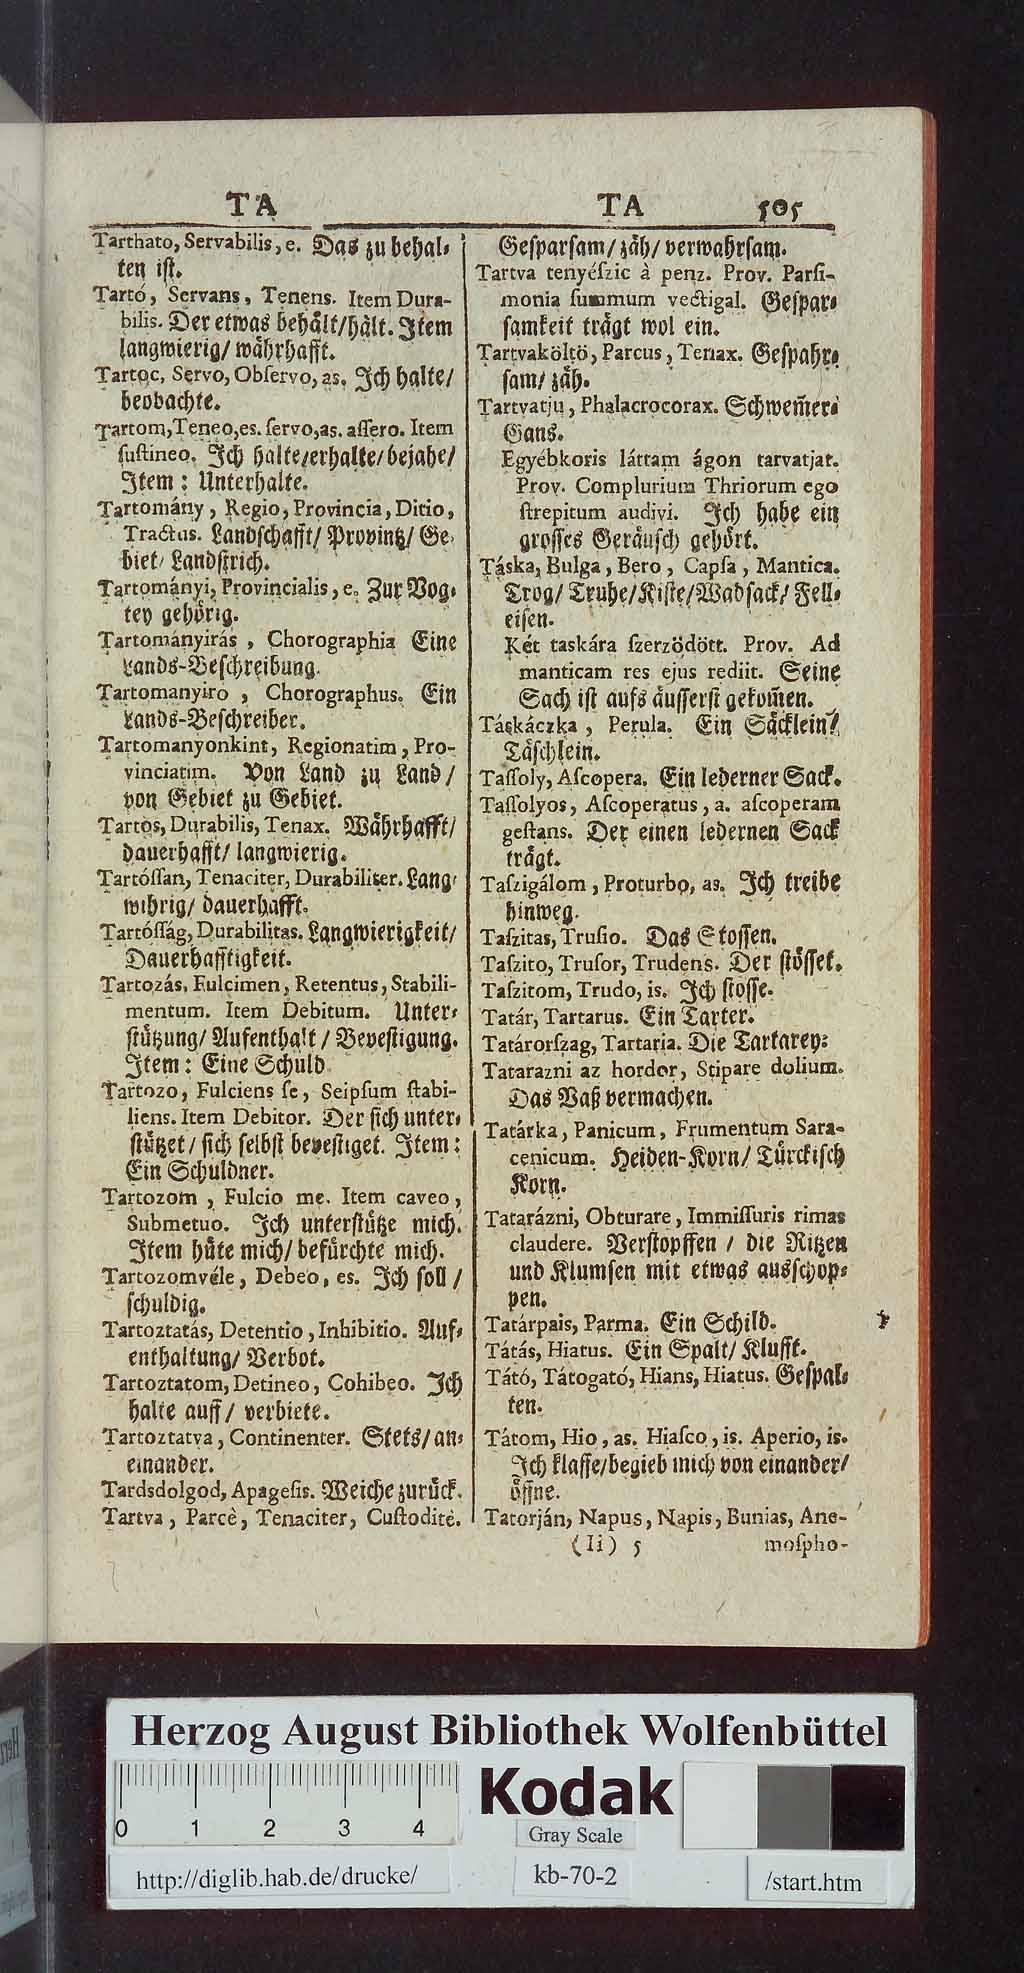 TA
Tarthato, Servabilis, e. Das zu behal-
ten ist.
Tartó, Servans, Tenens. Item Dura-
bilis. Der etwas behålt/hält. Item
langwierig/ währhafft.
Tartoc, Servo, Obſervo, as. Ich halte/
beobachte.
Tartom, Teneo, es. ſervo, as. aſſero. Item
ſuſtineo. Ich halte/erhalte/bejahe/
Item: Unterhalte.
Tartomány, Regio, Provincia, Ditio,
Tractus. Landschafft/ Provintz/ Ge-
biet/ Landstrich.
Tartományi, Provincialis, e. Zur Vog-
tey gehörig.
Tartományirás, Chorographia Eine
Lands-Beschreibung.
Tartomanyiro, Chorographus. Ein
Lands-Beschreiber.
Tartomanyonkint, Regionatim, Pro-
vinciatim. Von Land zu Land/
von Gebiet zu Gebiet.
Tartos, Durabilis, Tenax. Währhafft/
dauerhafft/ langwierig.
Tartóſſan, Tenaciter, Durabiliter. Lang-
wihrig/ dauerhafft.
Tartóſſág, Durabilitas. Langwierigkeit/
Dauerhafftigkeit.
Tartozás, Fulcimen, Retentus, Stabili-
mentum. Item Debitum. Unter-
stützung/ Aufenthalt/ Bevestigung.
Item: Eine Schuld.
Tartozo, Fulciens ſe, Seipſum ſtabi-
liens. Item Debitor. Der sich unter-
stützet/ sich selbst bevestiget. Item:
Ein Schuldner.
Tartozom, Fulcio me. Item caveo,
Submetuo. Ich unterstütze mich.
Item hüte mich/ befürchte mich.
Tartozomvéle, Debeo, es. Ich soll/
schuldig.
Tartoztatás, Detentio, Inhibitio. Auf-
enthaltung/ Verbot.
Tartoztatom, Detineo, Cohibeo. Ich
halte auff/ verbiete.
Tartoztatva, Continenter. Stets/ an-
einander.
Tardsdolgod, Apageſis. Weiche zurück.
Tartva, Parcè, Tenaciter, Cuſtoditè.
TA 505
Gesparsam/ zäh/ verwahrsam.
Tartva tenyéſzic à penz. Prov. Parſi-
monia ſummum vectigal. Gespar-
samkeit trägt wol ein.
Tartvaköltö, Parcus, Tenax. Gespahr-
sam/ zäh.
Tartvatju, Phalacrocorax. Schwem̃er-
Gans.
Egyébkoris láttam ágon tarvatjat.
Prov. Complurium Thriorum ego
ſtrepitum audivi. Ich habe ein
grosses Geräusch gehört.
Táska, Bulga, Bero, Capſa, Mantica.
Trog/ Truhe/Kiste/Wadsack/ Fell-
eisen.
Két taskára ſzerzödött. Prov. Ad
manticam res ejus rediit. Seine
Sach ist aufs äusserst gekom̃en.
Táskáczka, Perula. Ein Säcklein/
Täschlein.
Taſſoly, Aſcopera. Ein lederner Sack.
Taſſolyos, Aſcoperatus, a. aſcoperam
geſtans. Der einen ledernen Sack
trägt.
Taſzigálom, Proturbo, as. Ich treibe
hinweg.
Taſzitas, Truſio. Das Stossen.
Taſzito, Truſor, Trudens. Der stösset.
Taſzitom, Trudo, is. Ich stosse.
Tatár, Tartarus. Ein Tarter.
Tatárorſzag, Tartaria. Die Tartarey:
Tatarazni az hordor, Stipare dolium.
Das Vaß vermachen.
Tatárka, Panicum, Frumentum Sara-
cenicum. Heiden-Korn/ Türckisch
Korn.
Tatarázni, Obturare, Immiſſuris rimas
claudere. Verstopffen/ die Ritzen
und Klumsen mit etwas ausschop-
pen.
Tatárpais, Parma. Ein Schild.
Tátás, Hiatus. Ein Spalt/ Klufft.
Tátó, Tátogató, Hians, Hiatus. Gespal-
ten.
Tátom, Hio, as. Hiaſco, is. Aperio, is.
Ich klaffe/begieb mich von einander/
öffne.
Tatorján, Napus, Napis, Bunias, Ane-
(Ii) 5 moſpho-
Herzog August Bibliothek Wolfenbüttel
0 1 2 3 4
Kodak
Gray Scale
http://diglib.hab.de/drucke/
kb-70-2
/start.htm